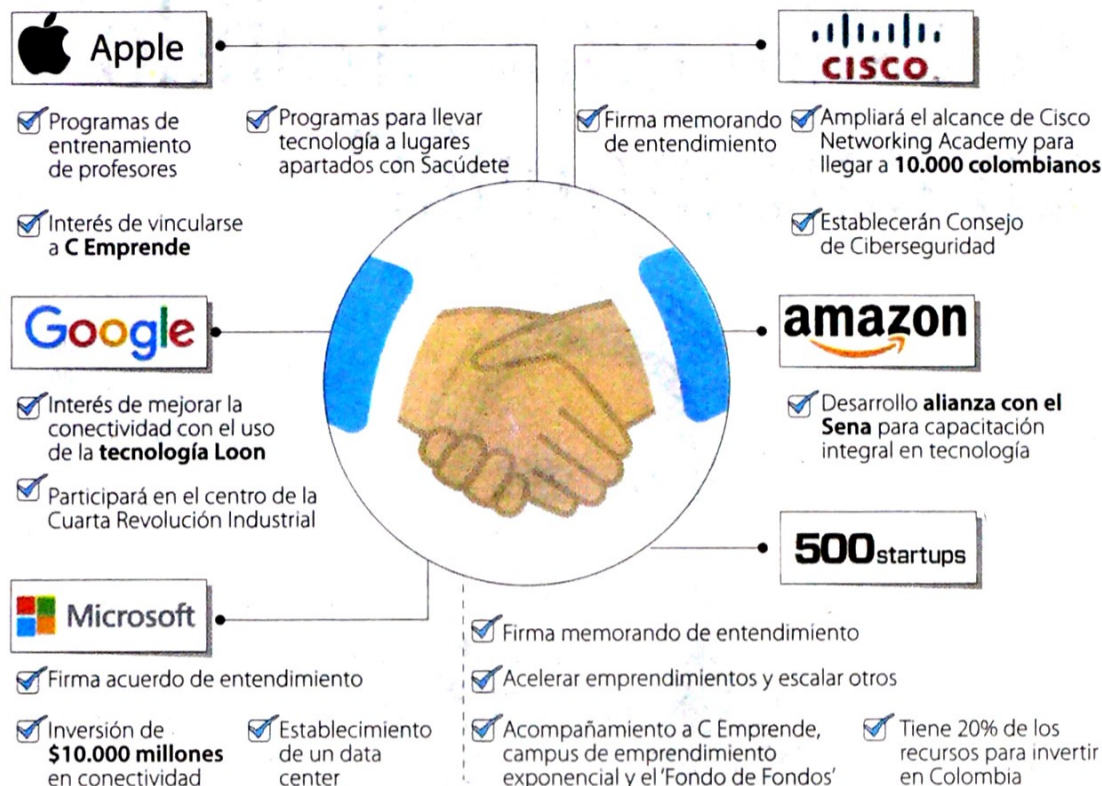 Apple
Programas de
entrenamiento
de profesores
Programas para llevar
tecnología a lugares
apartados con Sacúdete
Interés de vincularse
a C Emprende
CISCO
Firma memorando
de entendimiento
Ampliará el alcance de Cisco
Networking Academy para
llegar a 10.000 colombianos
Establecerán Consejo
de Ciberseguridad
Google
Interés de mejorar la
conectividad con el uso
de la tecnología Loon
Participará en el centro de la
Cuarta Revolución Industrial
amazon
Desarrollo alianza con el
Sena para capacitación
integral en tecnología
Microsoft
Firma acuerdo de entendimiento
Inversión de
$10.000 millones
en conectividad
Establecimiento
de un data
center
500 startups
Firma memorando de entendimiento
Acelerar emprendimientos y escalar otros
Acompañamiento a C Emprende,
campus de emprendimiento
exponencial y el 'Fondo de Fondos'
Tiene 20% de los
recursos para invertir
en Colombia